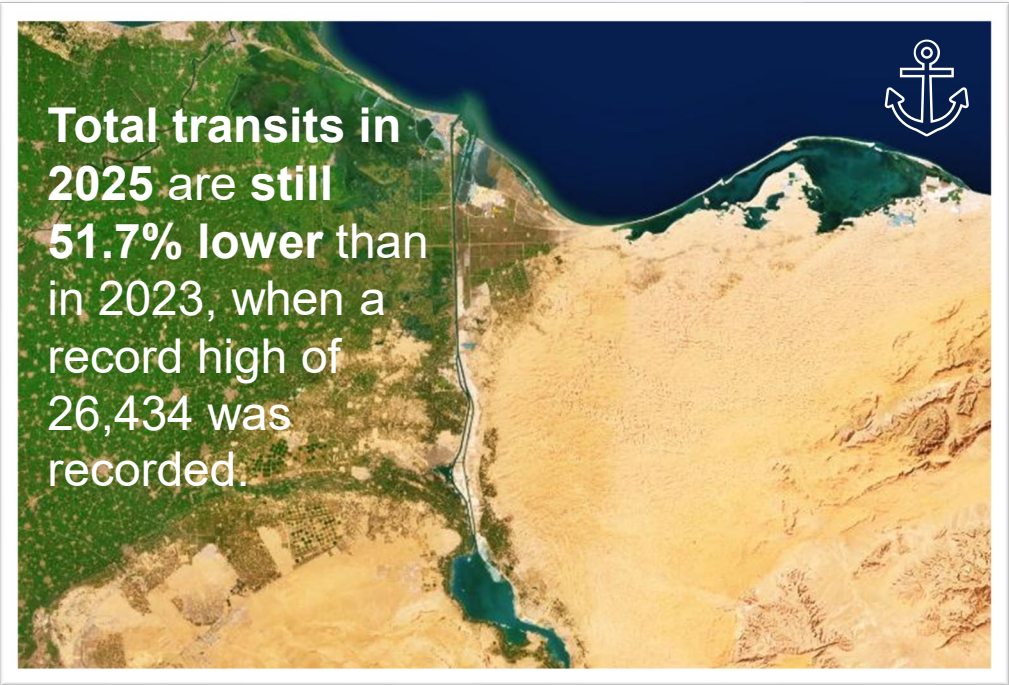 Total transits in
2025 are still
51.7% lower than
in 2023, when a
record high of
26,434 was
recorded.